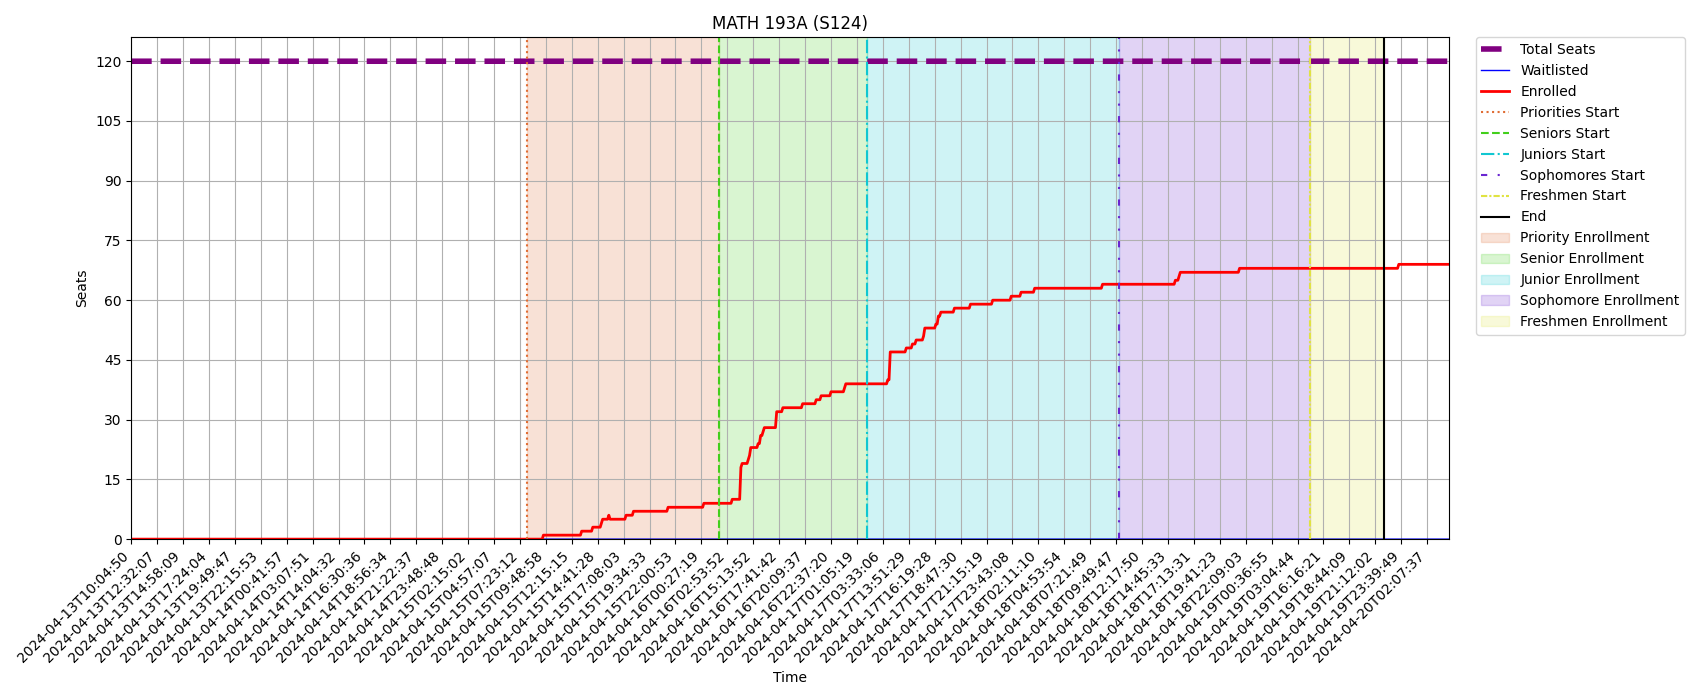 MATH 193A (S124)
Seats
120
105
90
75
60
45
30
15
0
2024-04-13T10:04:50
2024-04-13T12:32:07
2024-04-13T14:58:09
2024-04-13T17:24:04
2024-04-13T19:49:47
2024-04-13T22:15:53
2024-04-14T00:41:57
2024-04-14T03:07:51
2024-04-14T14:04:32
2024-04-14T16:30:36
2024-04-14T18:56:34
2024-04-14T21:22:37
2024-04-14T23:48:48
2024-04-15T02:15:02
2024-04-15T04:57:07
2024-04-15T07:23:12
2024-04-15T09:48:58
2024-04-15T12:15:15
2024-04-15T14:41:28
2024-04-15T17:08:03
2024-04-15T19:34:33
2024-04-15T22:00:53
2024-04-16T00:27:19
2024-04-16T02:53:52
2024-04-16T15:13:52
2024-04-16T17:41:42
2024-04-16T20:09:37
2024-04-16T22:37:20
2024-04-17T01:05:19
2024-04-17T03:33:06
2024-04-17T13:51:29
2024-04-17T16:19:28
2024-04-17T18:47:30
2024-04-17T21:15:19
2024-04-17T23:43:08
2024-04-18T02:11:10
2024-04-18T04:53:54
2024-04-18T07:21:49
2024-04-18T09:49:47
2024-04-18T12:17:50
2024-04-18T14:45:33
2024-04-18T17:13:31
2024-04-18T19:41:23
2024-04-18T22:09:03
2024-04-19T00:36:55
2024-04-19T03:04:44
2024-04-19T16:16:21
2024-04-19T18:44:09
2024-04-19T21:12:02
2024-04-19T23:39:49
2024-04-20T02:07:37
Time
Total Seats
Waitlisted
Enrolled
Priorities Start
Seniors Start
Juniors Start
Sophomores Start
Freshmen Start
End
Priority Enrollment
Senior Enrollment
Junior Enrollment
Sophomore Enrollment
Freshmen Enrollment